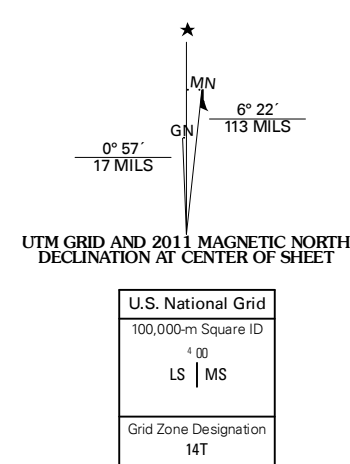 ★
MN
GN
6° 22´
113 MILS
0° 57´
17 MILS
UTM GRID AND 2011 MAGNETIC NORTH
DECLINATION AT CENTER OF SHEET
U.S. National Grid
100,000-m Square ID
4 00
LS MS
Grid Zone Designation
14T